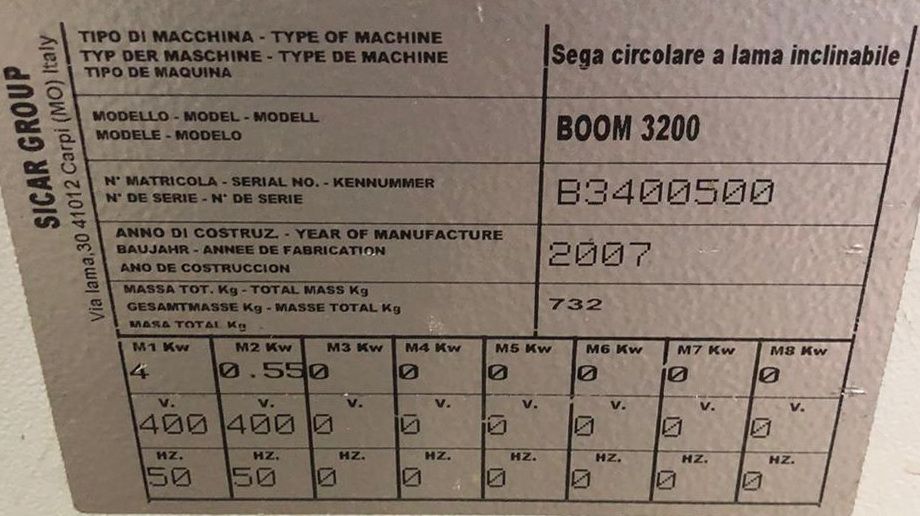 SICAR GROUP
Via lama,30 41012 Carpi (MO) Italy
TIPO DI MACCHINA - TYPE OF MACHINE
TYP DER MASCHINE - TYPE DE MACHINE
TIPO DE MAQUINA
Sega circolare a lama inclinabile
MODELLO - MODEL - MODELL
MODELE - MODELO
BOOM 3200
N° MATRICOLA - SERIAL NO. - KENNUMMER
N° DE SERIE - N° DE SERIE
B3400500
ANNO DI COSTRUZ. - YEAR OF MANUFACTURE
BAUJAHR - ANNEE DE FABRICATION
ANO DE COSTRUCCION
2007
MASSA TOT. Kg - TOTAL MASS Kg
GESAMTMASSE Kg - MASSE TOTAL Kg
MASA TOTAL Kg
732
M1 Kw M2 Kw M3 Kw M4 Kw M5 Kw M6 Kw M7 Kw M8 Kw
4 0.55 0 0 0 0 0 0
V. V. V. V. V. V. V. V.
400 400 0 0 0 0 0 0
HZ. HZ. HZ. HZ. HZ. HZ. HZ. HZ.
50 50 0 0 0 0 0 0